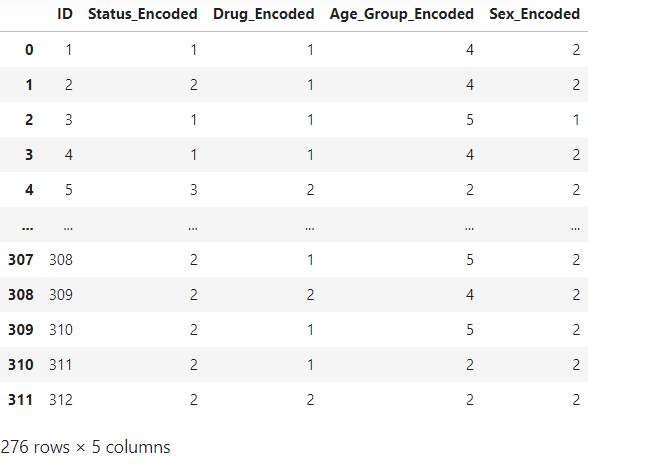 ID Status_Encoded Drug_Encoded Age_Group_Encoded Sex_Encoded
0 1 1 1 4 2
1 2 2 1 4 2
2 3 1 1 5 1
3 4 1 1 4 2
4 5 3 2 2 2
... ... ... ... ... ...
307 308 2 1 5 2
308 309 2 2 4 2
309 310 2 1 5 2
310 311 2 1 2 2
311 312 2 2 2 2
276 rows × 5 columns